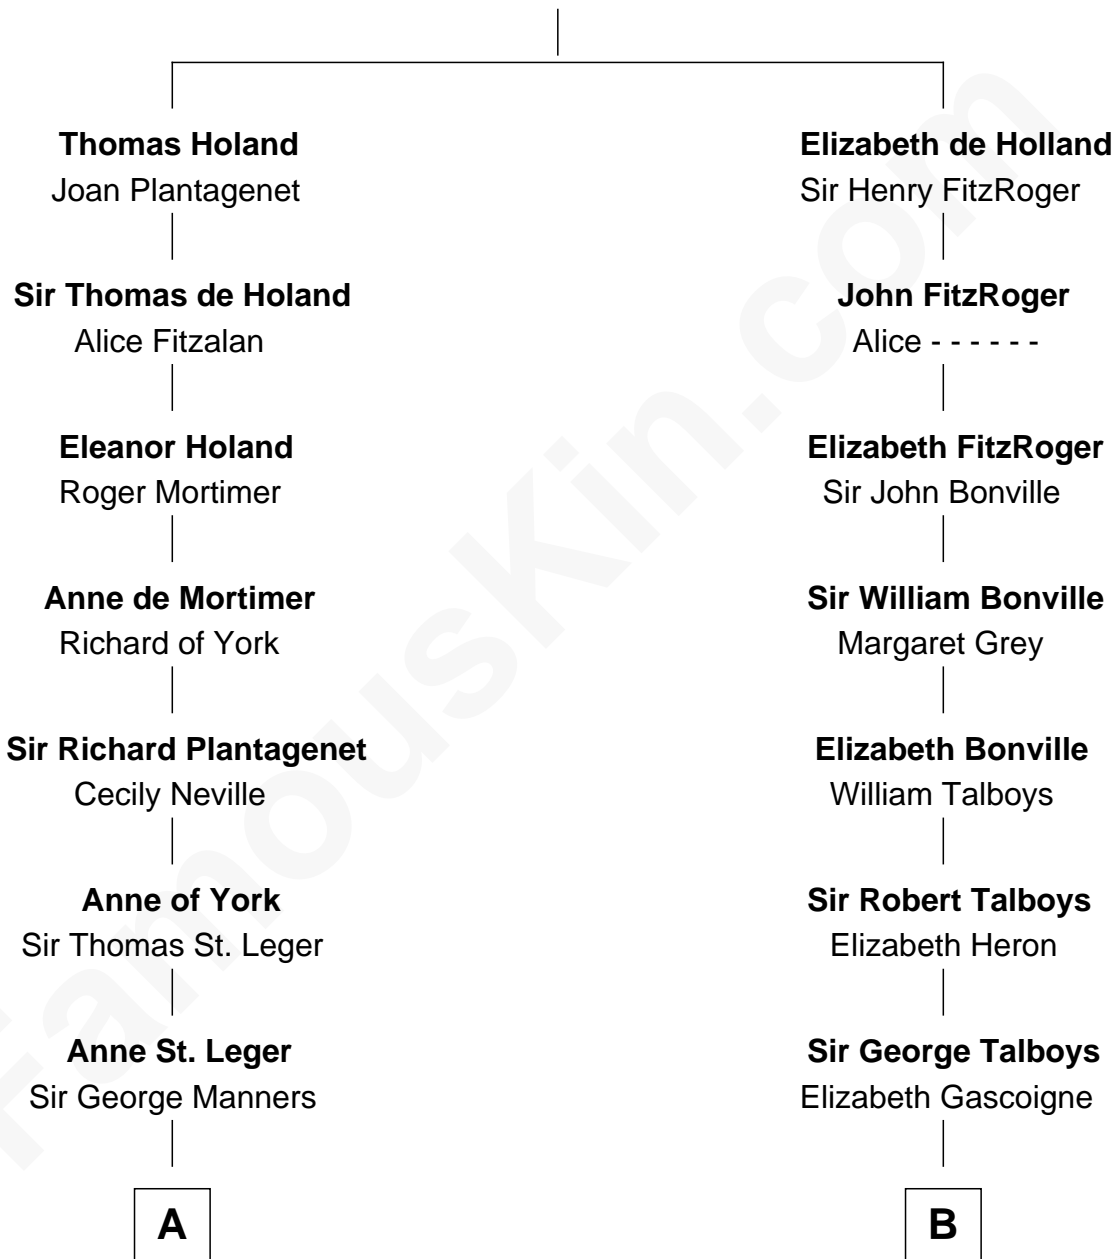 Thomas Holand
Joan Plantagenet
Sir Thomas de Holand
Alice Fitzalan
Eleanor Holand
Roger Mortimer
Anne de Mortimer
Richard of York
Sir Richard Plantagenet
Cecily Neville
Anne of York
Sir Thomas St. Leger
Anne St. Leger
Sir George Manners
A
Elizabeth de Holland
Sir Henry FitzRoger
John FitzRoger
Alice - - - - - -
Elizabeth FitzRoger
Sir John Bonville
Sir William Bonville
Margaret Grey
Elizabeth Bonville
William Talboys
Sir Robert Talboys
Elizabeth Heron
Sir George Talboys
Elizabeth Gascoigne
B
FamousKin.com